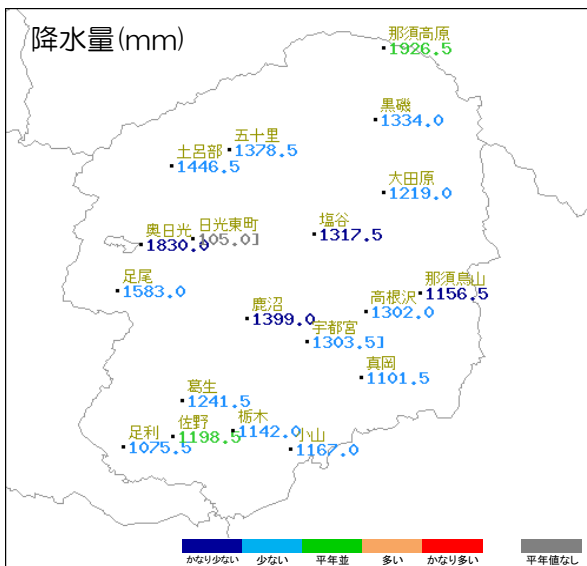 降水量(mm)
那須高原
1926.5
黒磯
1334.0
五十里
1378.5
土呂部
1446.5
大田原
1219.0
塩谷
1317.5
日光東町
105.0]
奥日光
1830.0
足尾
1583.0
那須烏山
1156.5
高根沢
1302.0
鹿沼
1399.0
宇都宮
1303.5]
真岡
1101.5
葛生
1241.5
佐野
1198.5
栃木
1142.0
小山
1167.0
足利
1075.5
かなり少ない 少ない 平年並 多い かなり多い 平年値なし